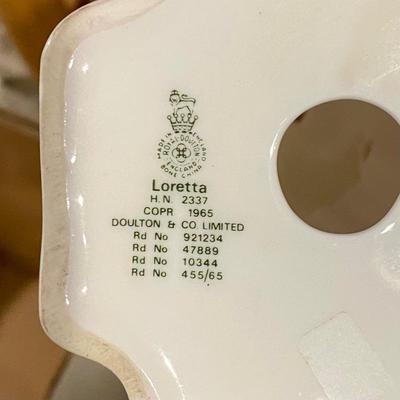 MADE IN ENGLAND
ROYAL DOULTON
ENGLAND
BONE CHINA
Loretta
H.N. 2337
COPR 1965
DOULTON & CO. LIMITED
Rd No 921234
Rd No 47889
Rd No 10344
Rd No 455/65